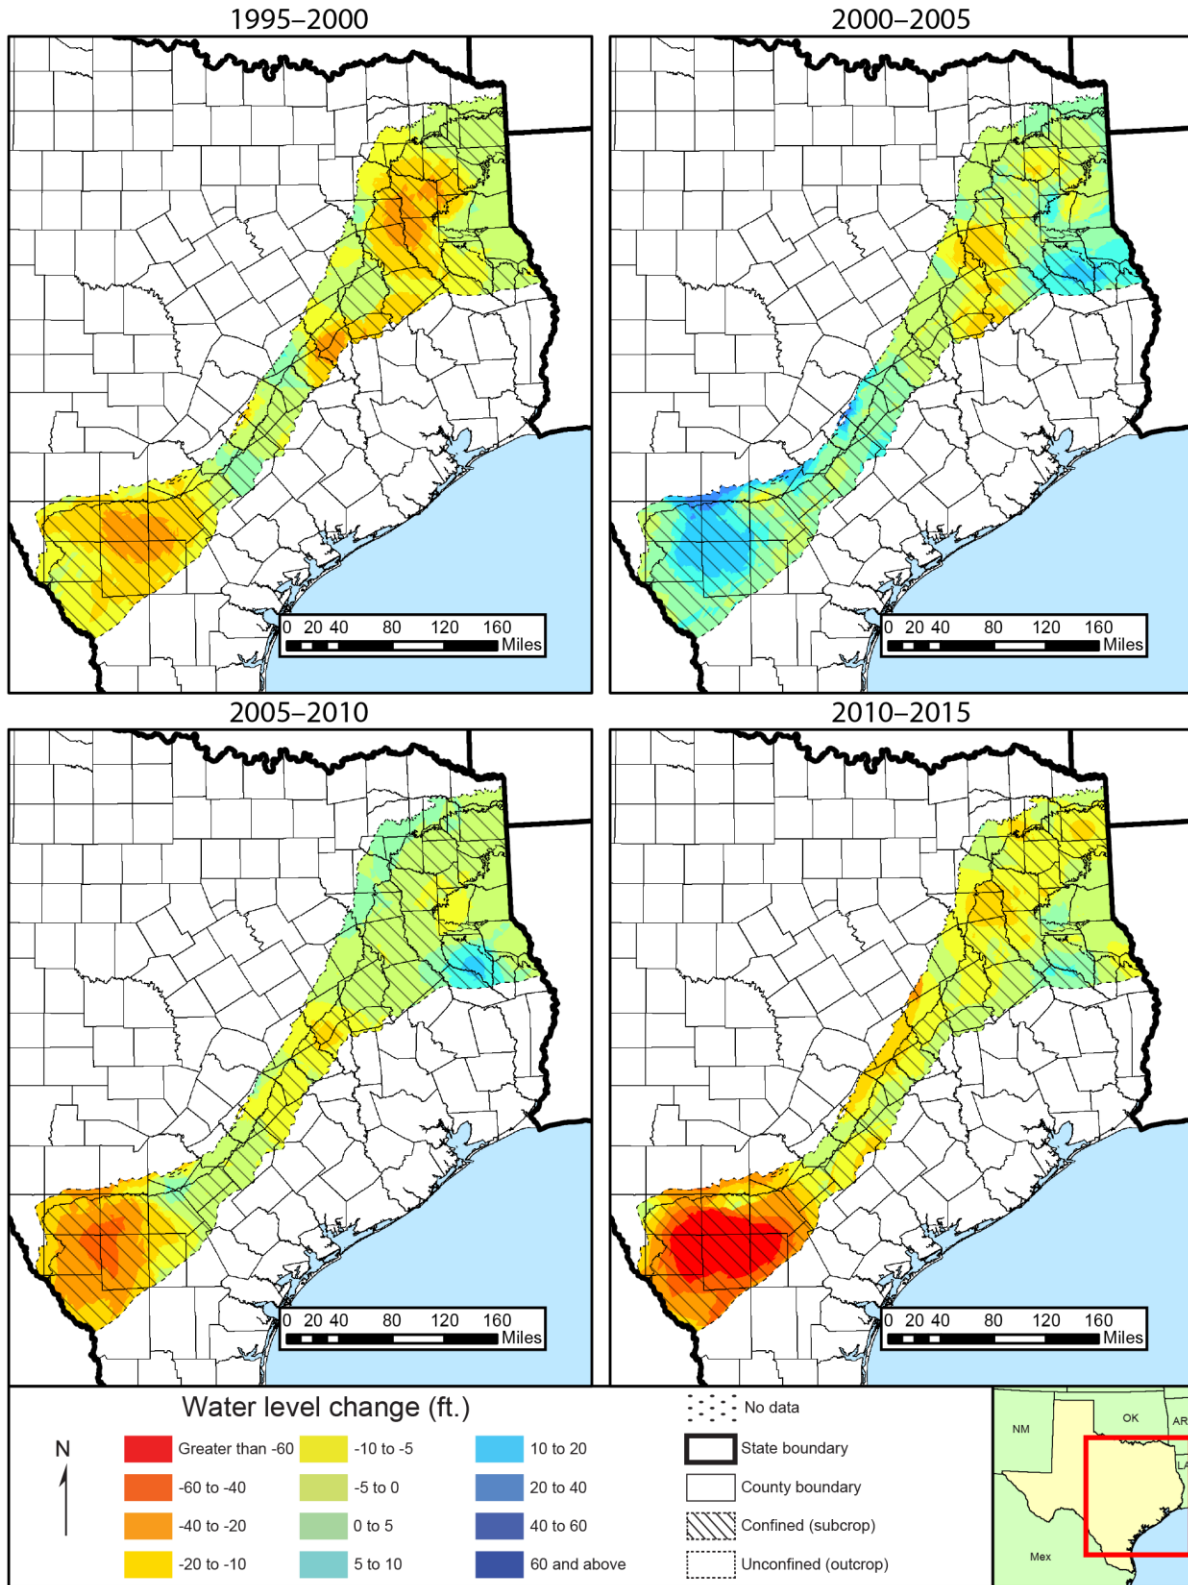 1995–2000
2000–2005
0 20 40 80 120 160
Miles
0 20 40 80 120 160
Miles
2005–2010
2010–2015
0 20 40 80 120 160
Miles
0 20 40 80 120 160
Miles
Water level change (ft.)
N
Greater than -60
-60 to -40
-40 to -20
-20 to -10
-10 to -5
-5 to 0
0 to 5
5 to 10
10 to 20
20 to 40
40 to 60
60 and above
No data
State boundary
County boundary
Confined (subcrop)
Unconfined (outcrop)
NM
OK
AR
LA
Mex